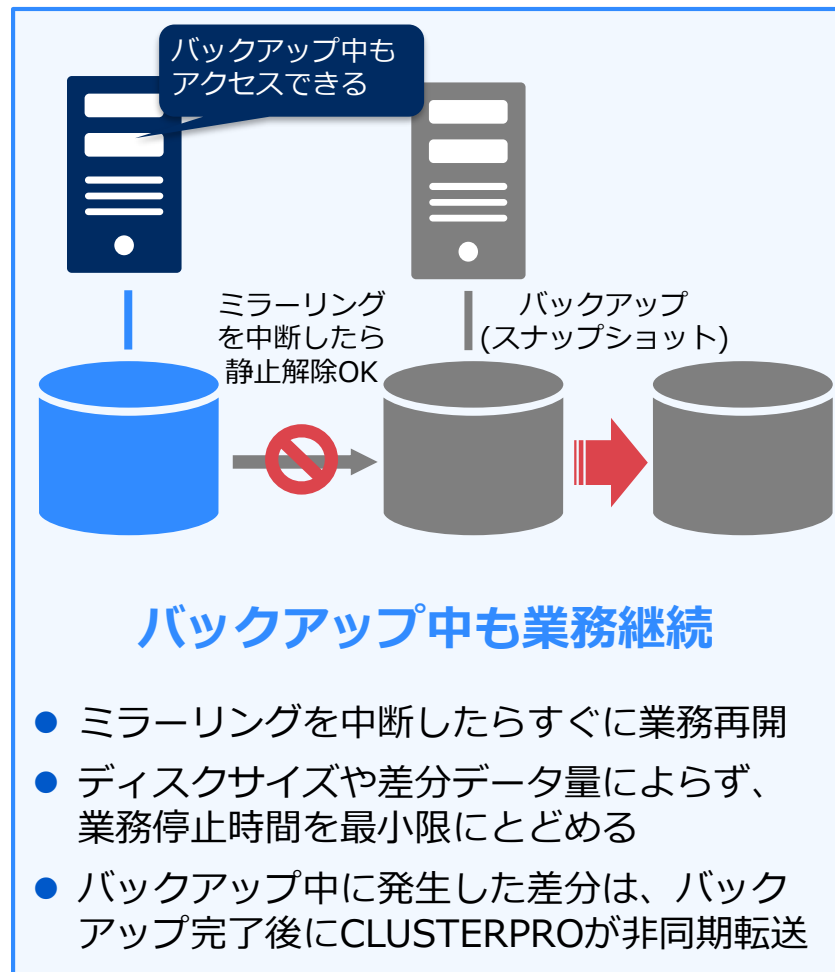 バックアップ中も
アクセスできる
ミラーリング
を中断したら
静止解除OK
バックアップ
(スナップショット)
バックアップ中も業務継続
● ミラーリングを中断したらすぐに業務再開
● ディスクサイズや差分データ量によらず、
業務停止時間を最小限にとどめる
● バックアップ中に発生した差分は、バック
アップ完了後にCLUSTERPROが非同期転送